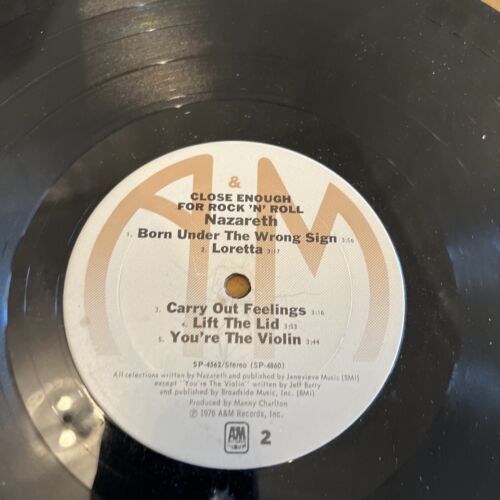 &
CLOSE ENOUGH
FOR ROCK 'N' ROLL
Nazareth
1. Born Under The Wrong Sign 3:56
2. Loretta 3:17
3. Carry Out Feelings 3:16
4. Lift The Lid 3:53
5. You're The Violin 3:44
SP-4562/Stereo (SP-4860)
All selections written by Nazareth and published by Jenevieve Music (BMI)
except "You're The Violin" written by Jeff Barry
and published by Broadside Music, Inc. (BMI)
Produced by Manny Charlton
℗ 1976 A&M Records, Inc.
A&M 2